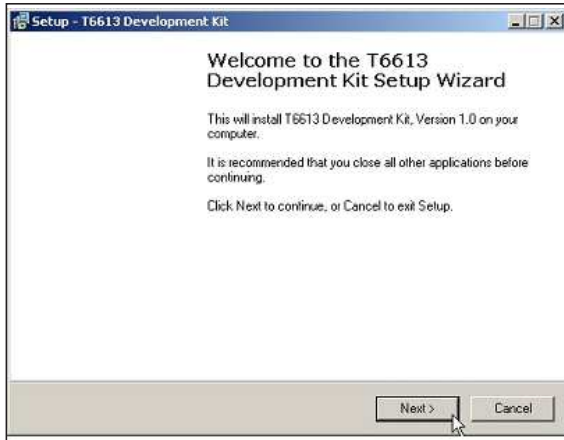 Setup - T6613 Development Kit
Welcome to the T6613
Development Kit Setup Wizard
This will install T6613 Development Kit, Version 1.0 on your
computer.
It is recommended that you close all other applications before
continuing.
Click Next to continue, or Cancel to exit Setup.
Next >
Cancel